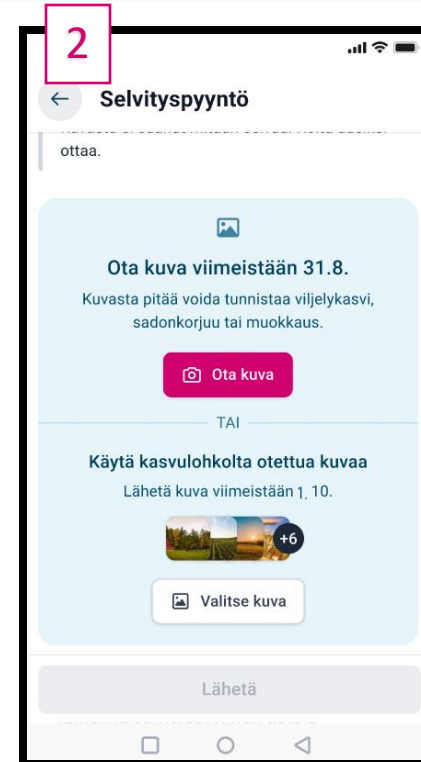 2
Selvityspyyntö
ottaa.
Ota kuva viimeistään 31.8.
Kuvasta pitää voida tunnistaa viljelykasvi,
sadonkorjuu tai muokkaus.
Ota kuva
TAI
Käytä kasvulohkolta otettua kuvaa
Lähetä kuva viimeistään 1. 10.
+6
Valitse kuva
Lähetä